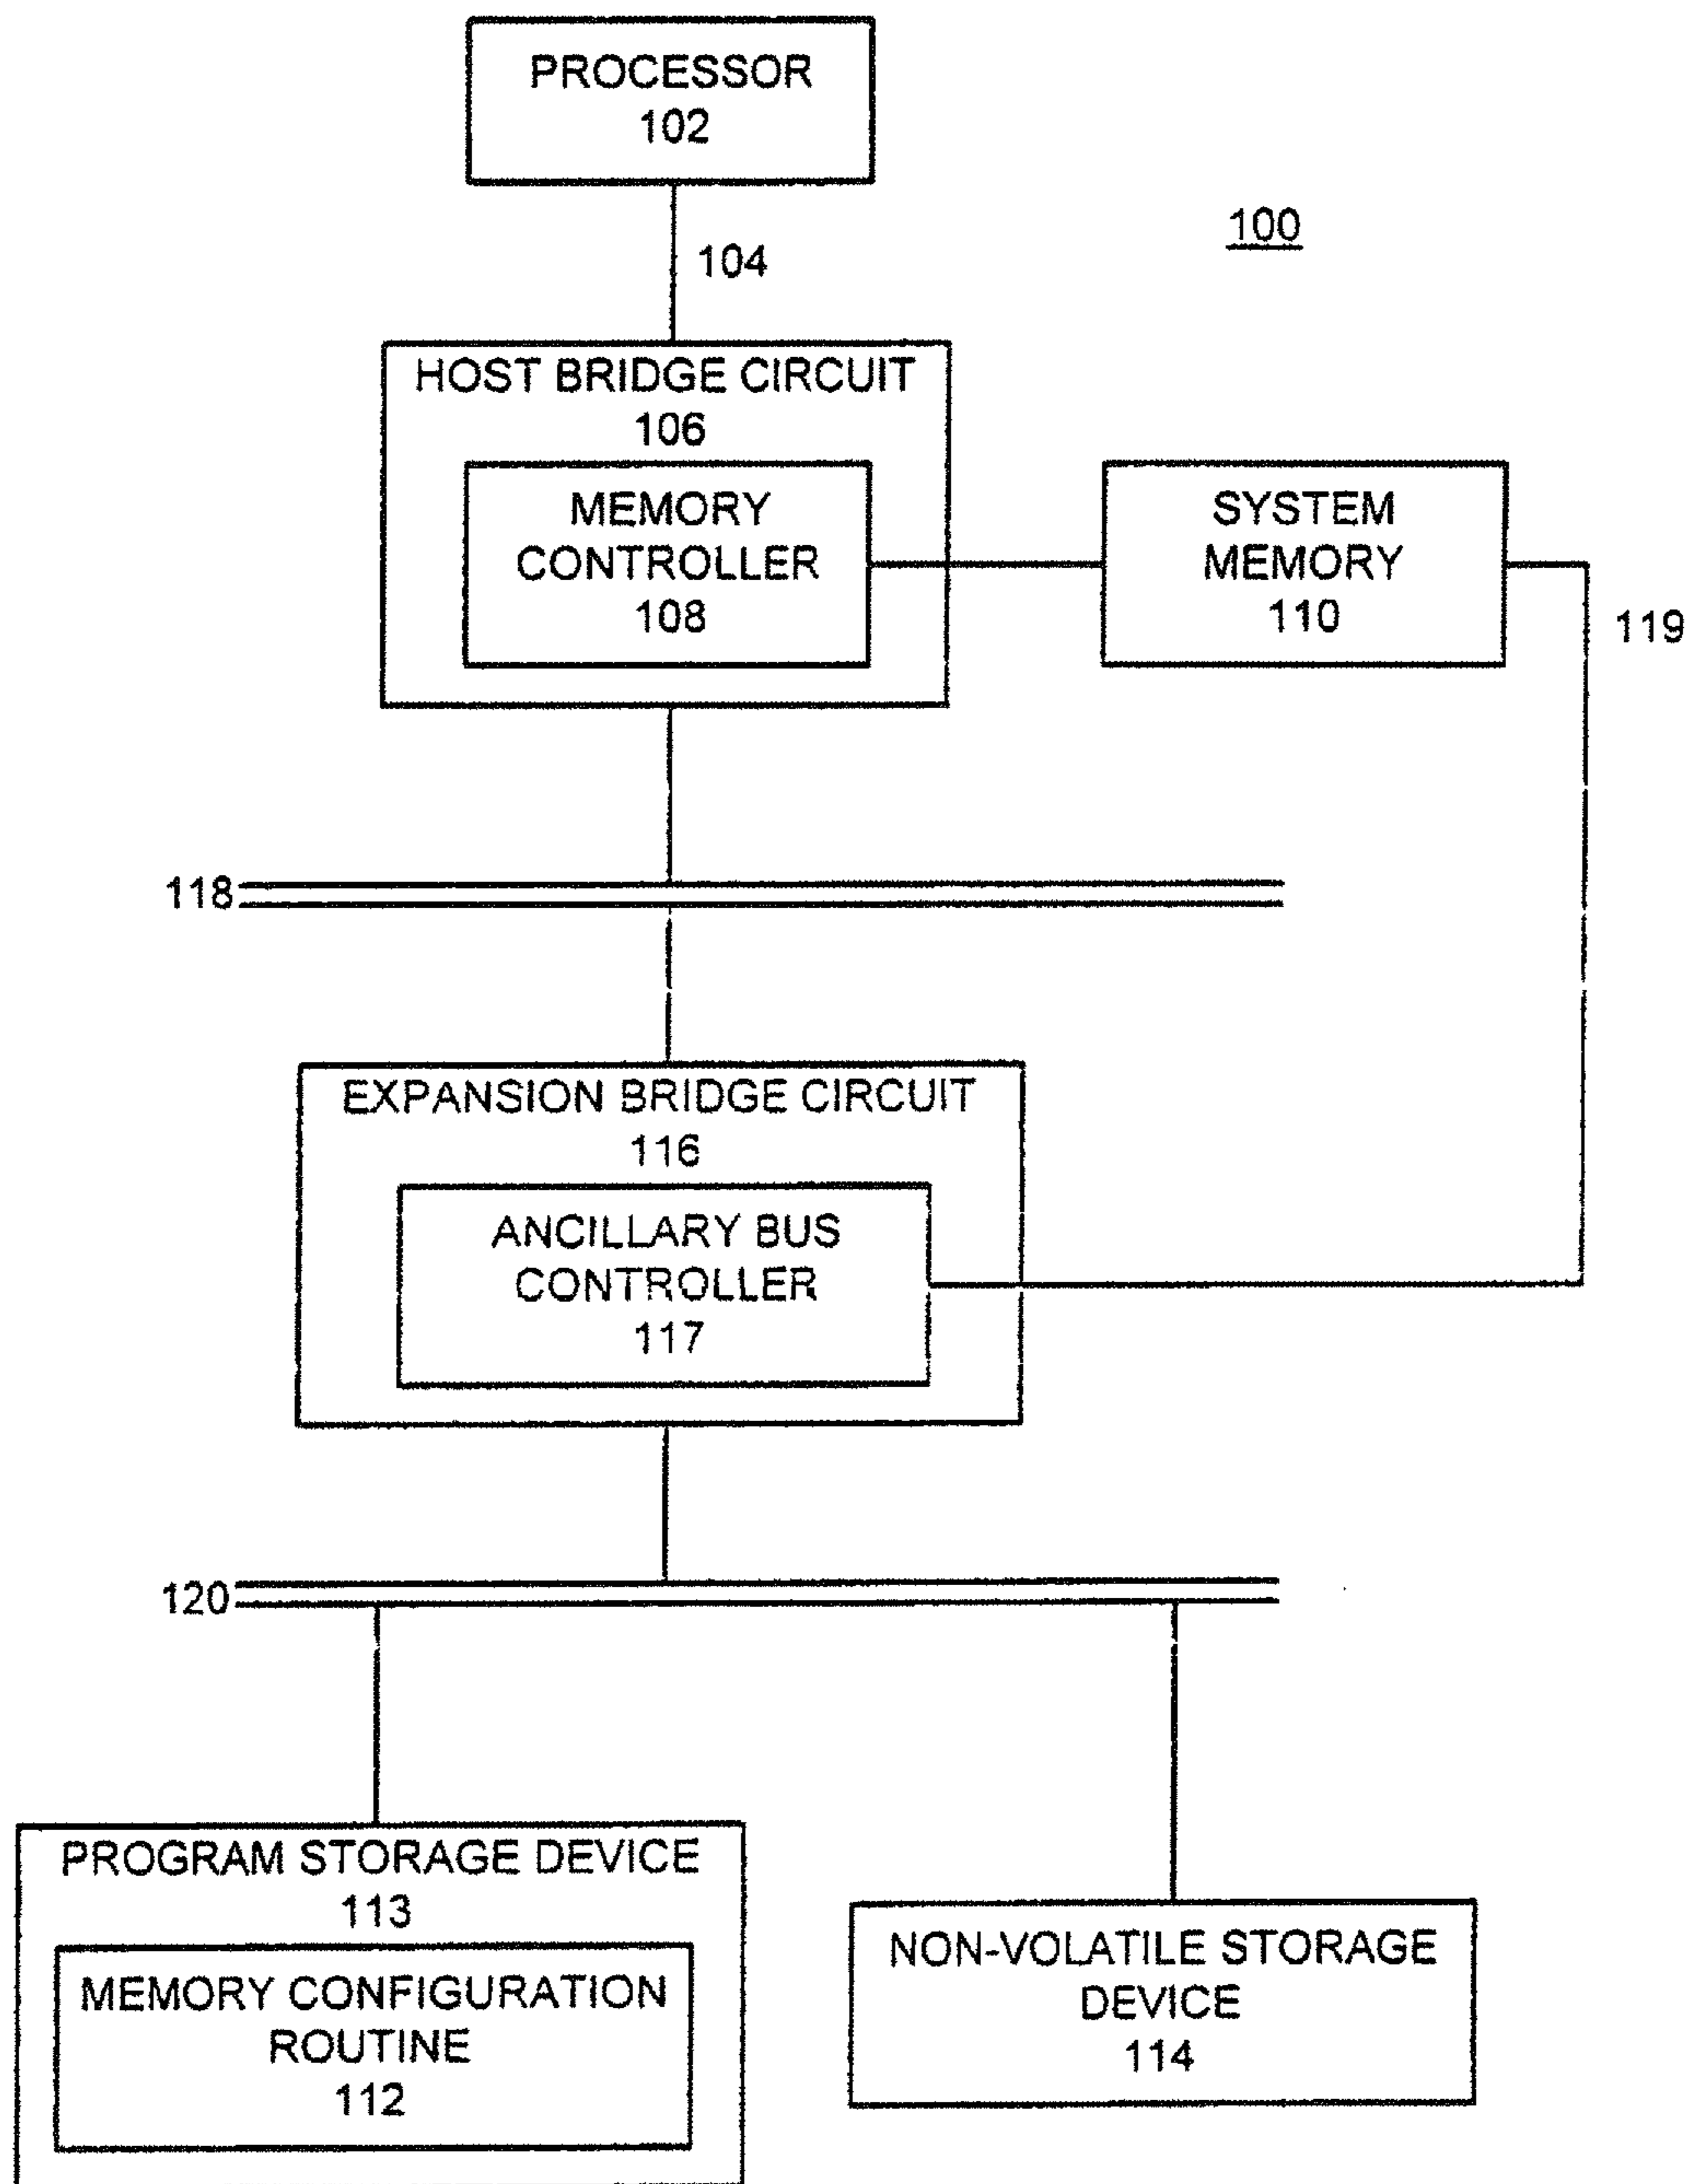 PROCESSOR
102
100
104
HOST BRIDGE CIRCUIT
106
MEMORY
CONTROLLER
108
SYSTEM
MEMORY
110
119
118
EXPANSION BRIDGE CIRCUIT
116
ANCILLARY BUS
CONTROLLER
117
120
PROGRAM STORAGE DEVICE
113
MEMORY CONFIGURATION
ROUTINE
112
NON-VOLATILE STORAGE
DEVICE
114